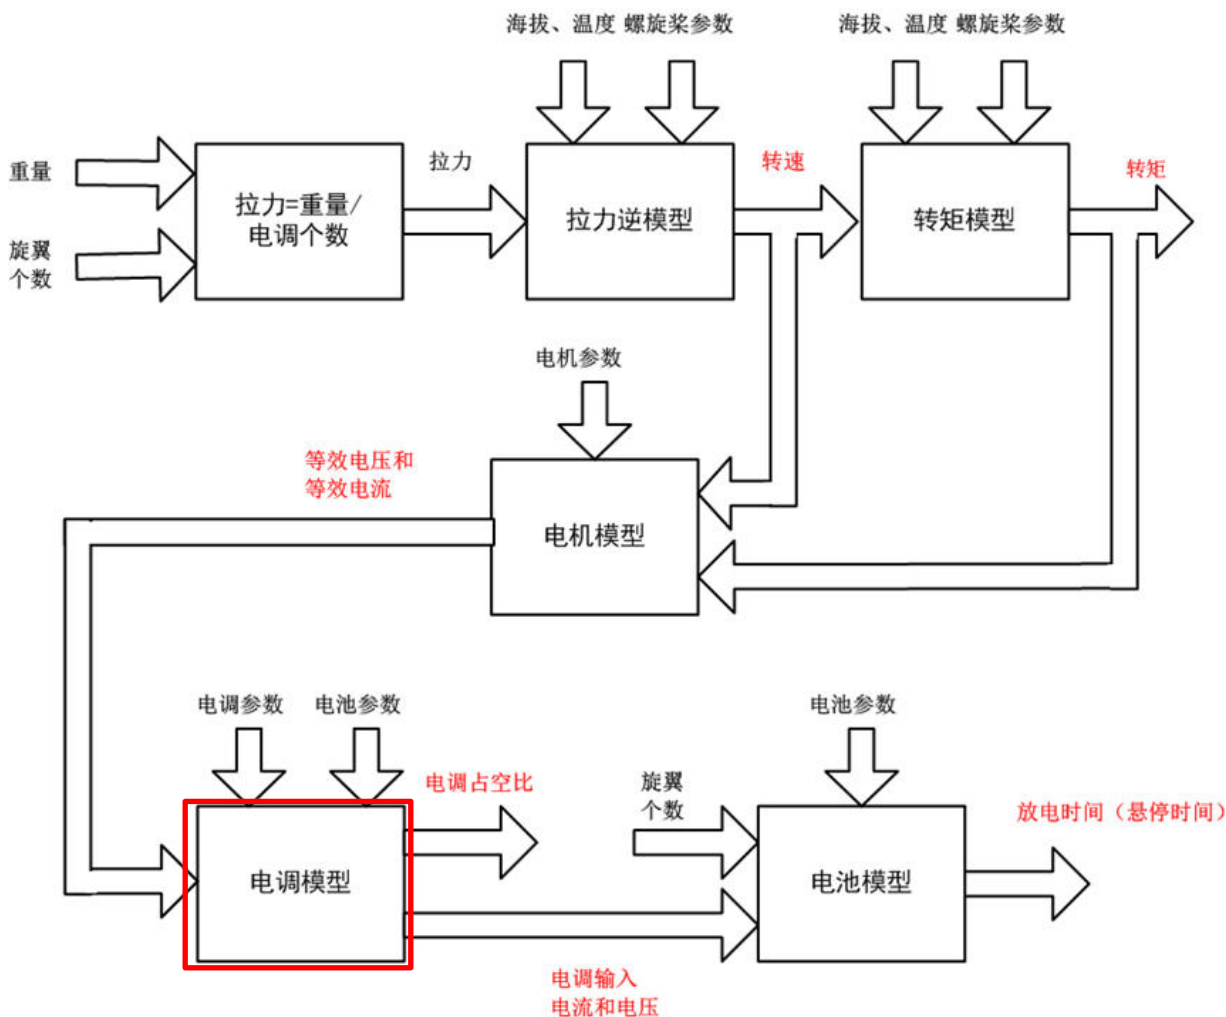 海拔、温度 螺旋桨参数
海拔、温度 螺旋桨参数
重量
旋翼
个数
拉力=重量/
电调个数
拉力
拉力逆模型
转速
转矩模型
转矩
电机参数
等效电压和
等效电流
电机模型
电调参数
电池参数
电调模型
电调占空比
电调输入
电流和电压
旋翼
个数
电池参数
电池模型
放电时间（悬停时间）